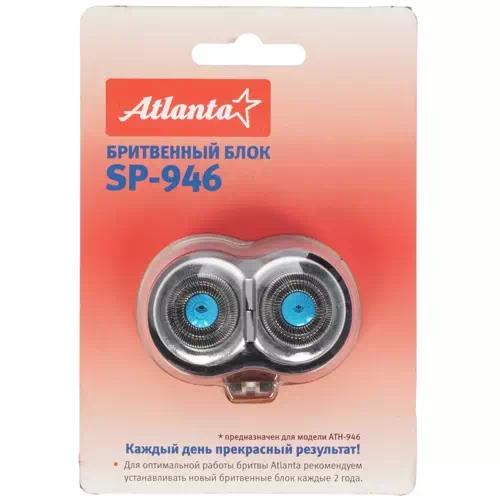 Atlanta
БРИТВЕННЫЙ БЛОК
SP-946
* предназначен для модели ATH-946
Каждый день прекрасный результат!
• Для оптимальной работы бритвы Atlanta рекомендуем
устанавливать новый бритвенные блок каждые 2 года.